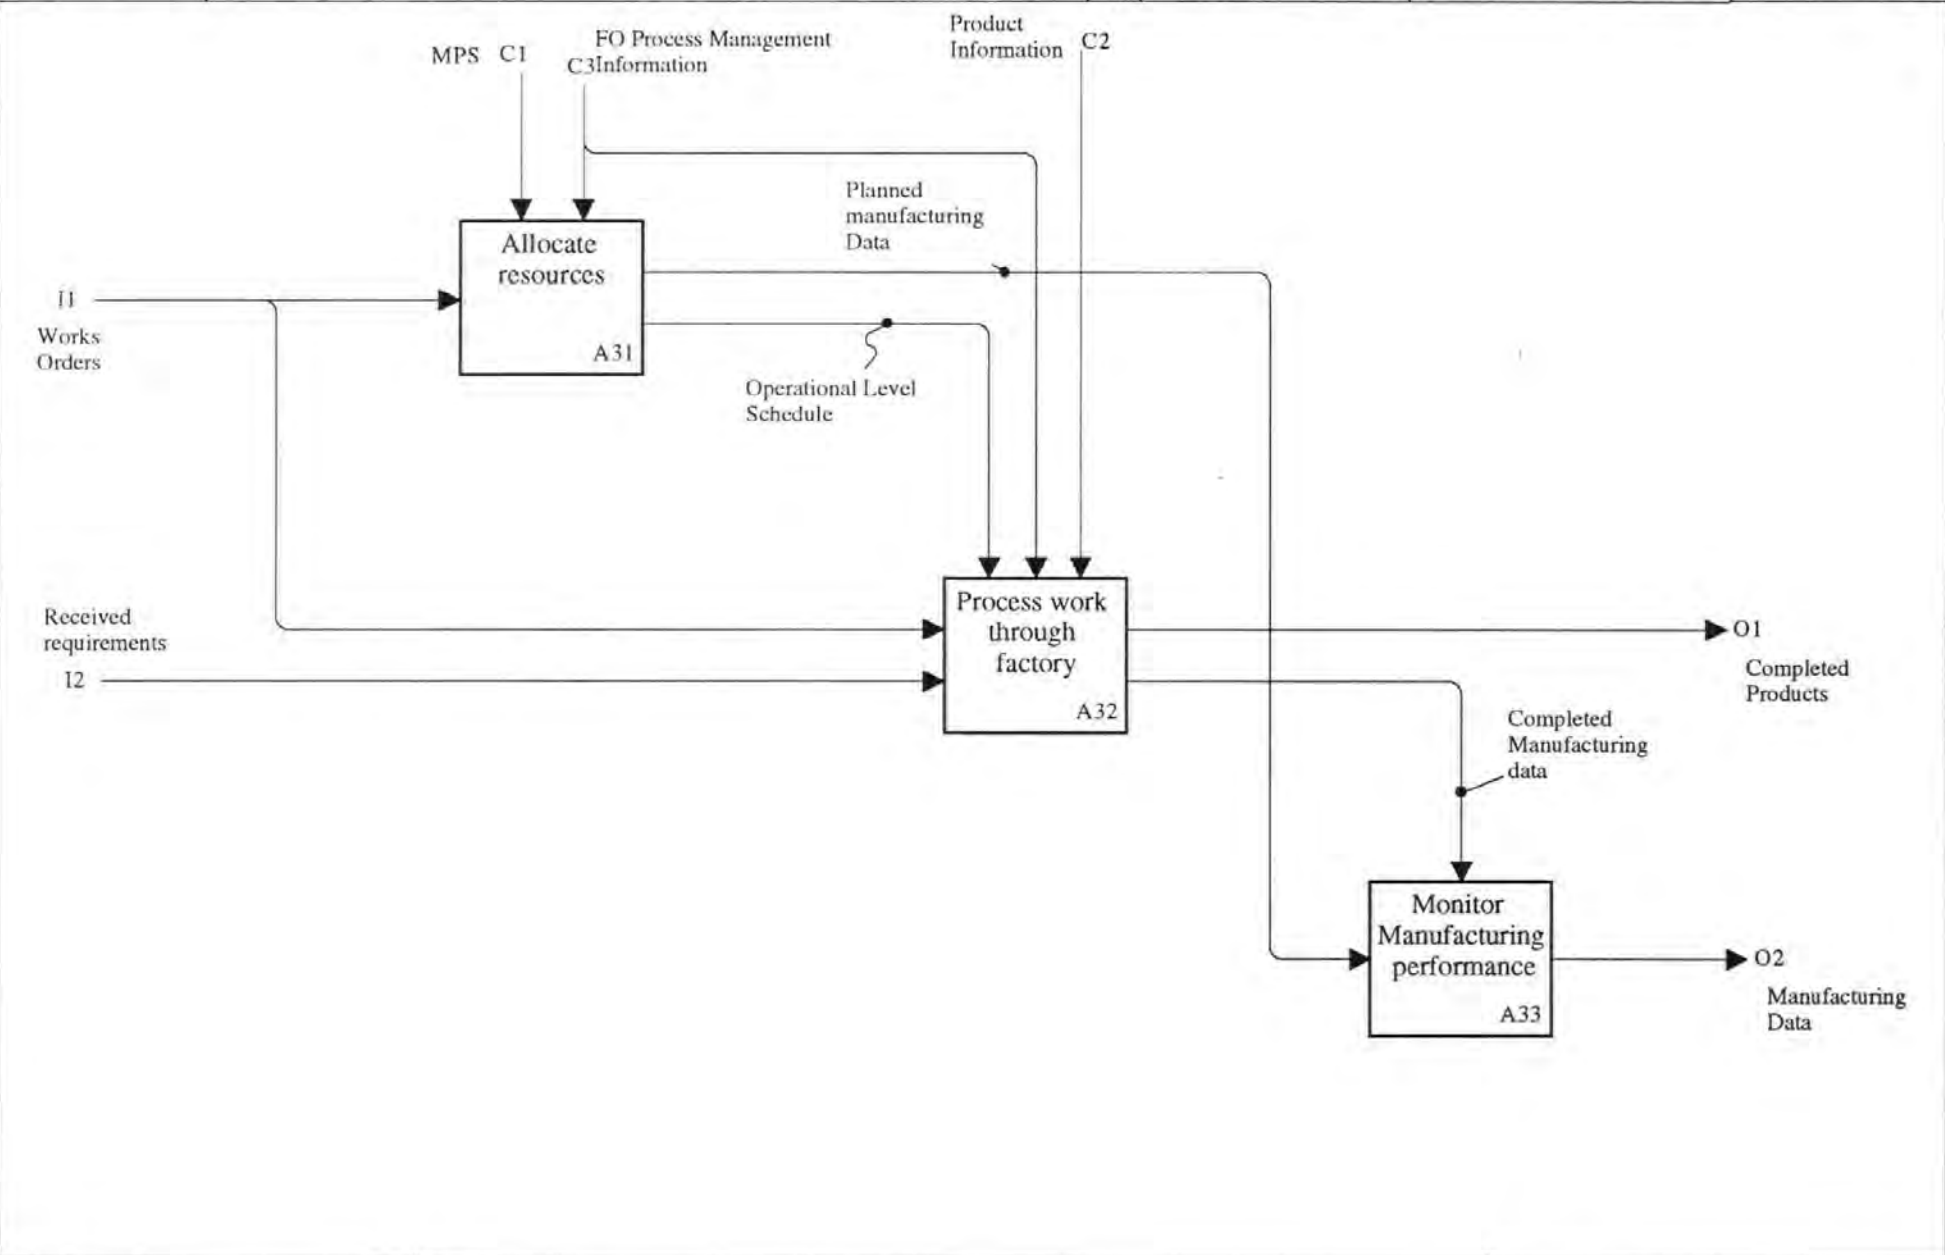 MPS C1
FO Process Management
C3Information
Product
Information C2
Planned
manufacturing
Data
Allocate
resources
A31
I1
Works
Orders
Operational Level
Schedule
Received
requirements
I2
Process work
through
factory
A32
O1
Completed
Products
Completed
Manufacturing
data
Monitor
Manufacturing
performance
A33
O2
Manufacturing
Data